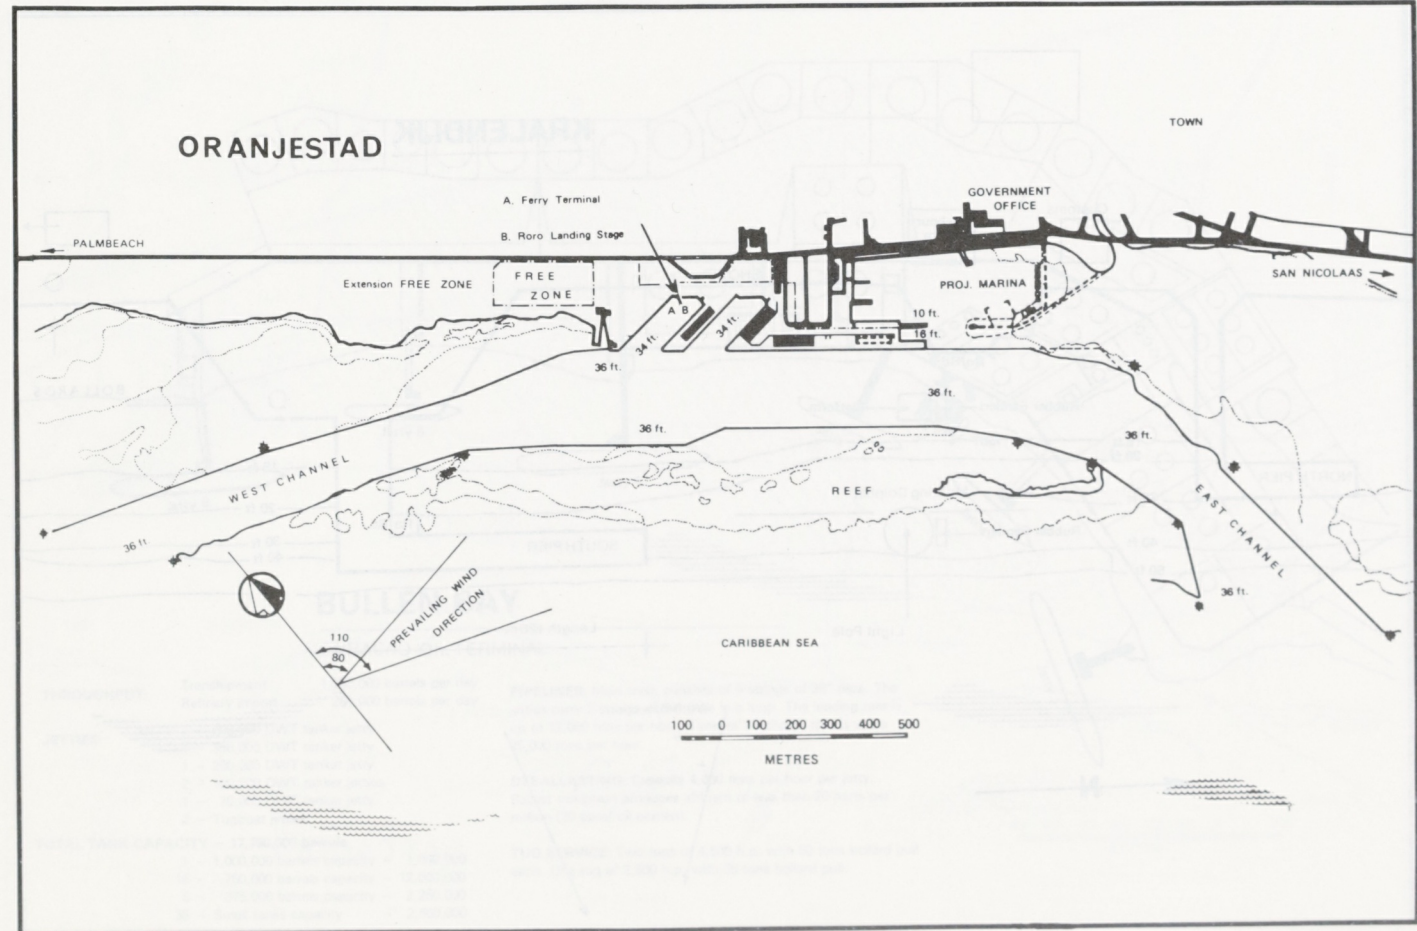 TOWN
ORANJESTAD
GOVERNMENT
OFFICE
A. Ferry Terminal
B. Roro Landing Stage
PALMBEACH
SAN NICOLAAS
Extension FREE ZONE
FREE
ZONE
PROJ. MARINA
A B
10 ft.
16 ft.
34 ft.
34 ft.
36 ft.
36 ft.
36 ft.
36 ft.
WEST CHANNEL
REEF
EAST CHANNEL
36 ft
36 ft.
PREVAILING WIND
DIRECTION
110
80
CARIBBEAN SEA
100 0 100 200 300 400 500
METRES